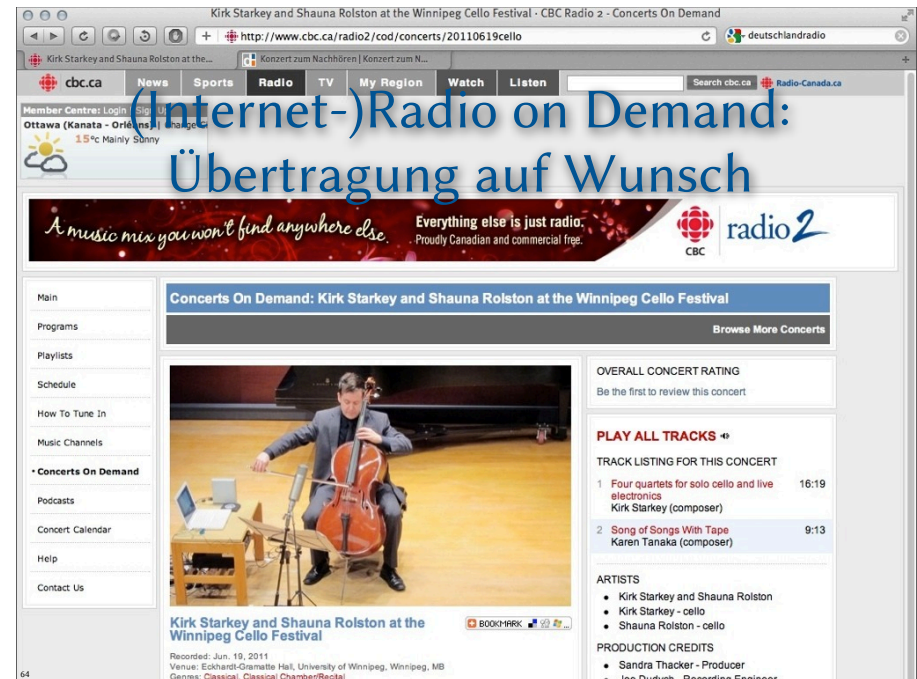 Kirk Starkey and Shauna Rolston at the Winnipeg Cello Festival - CBC Radio 2 - Concerts On Demand
http://www.cbc.ca/radio2/cod/concerts/20110619cello
deutschlandradio
Kirk Starkey and Shauna Rolston at the...
Konzert zum Nachhören | Konzert zum N...
cbc.ca News Sports Radio TV My Region Watch Listen Search cbc.ca Radio-Canada.ca
Member Centre: Login | Sign Up
Ottawa (Kanata - Orléans) | Change
15°c Mainly Sunny
(Internet-)Radio on Demand:
Übertragung auf Wunsch
A music mix you won't find anywhere else.
Everything else is just radio.
Proudly Canadian and commercial free.
CBC
radio 2
Main
Programs
Playlists
Schedule
How To Tune In
Music Channels
• Concerts On Demand
Podcasts
Concert Calendar
Help
Contact Us
Concerts On Demand: Kirk Starkey and Shauna Rolston at the Winnipeg Cello Festival
Browse More Concerts
Kirk Starkey and Shauna Rolston at the
Winnipeg Cello Festival
BOOKMARK
Recorded: Jun. 19, 2011
Venue: Eckhardt-Gramatte Hall, University of Winnipeg, Winnipeg, MB
Genres: Classical, Classical Chamber/Recital
OVERALL CONCERT RATING
Be the first to review this concert
PLAY ALL TRACKS
TRACK LISTING FOR THIS CONCERT
1 Four quartets for solo cello and live 16:19
electronics
Kirk Starkey (composer)
2 Song of Songs With Tape 9:13
Karen Tanaka (composer)
ARTISTS
• Kirk Starkey and Shauna Rolston
• Kirk Starkey - cello
• Shauna Rolston - cello
PRODUCTION CREDITS
• Sandra Thacker - Producer
• Joe Dudych - Recording Engineer
64